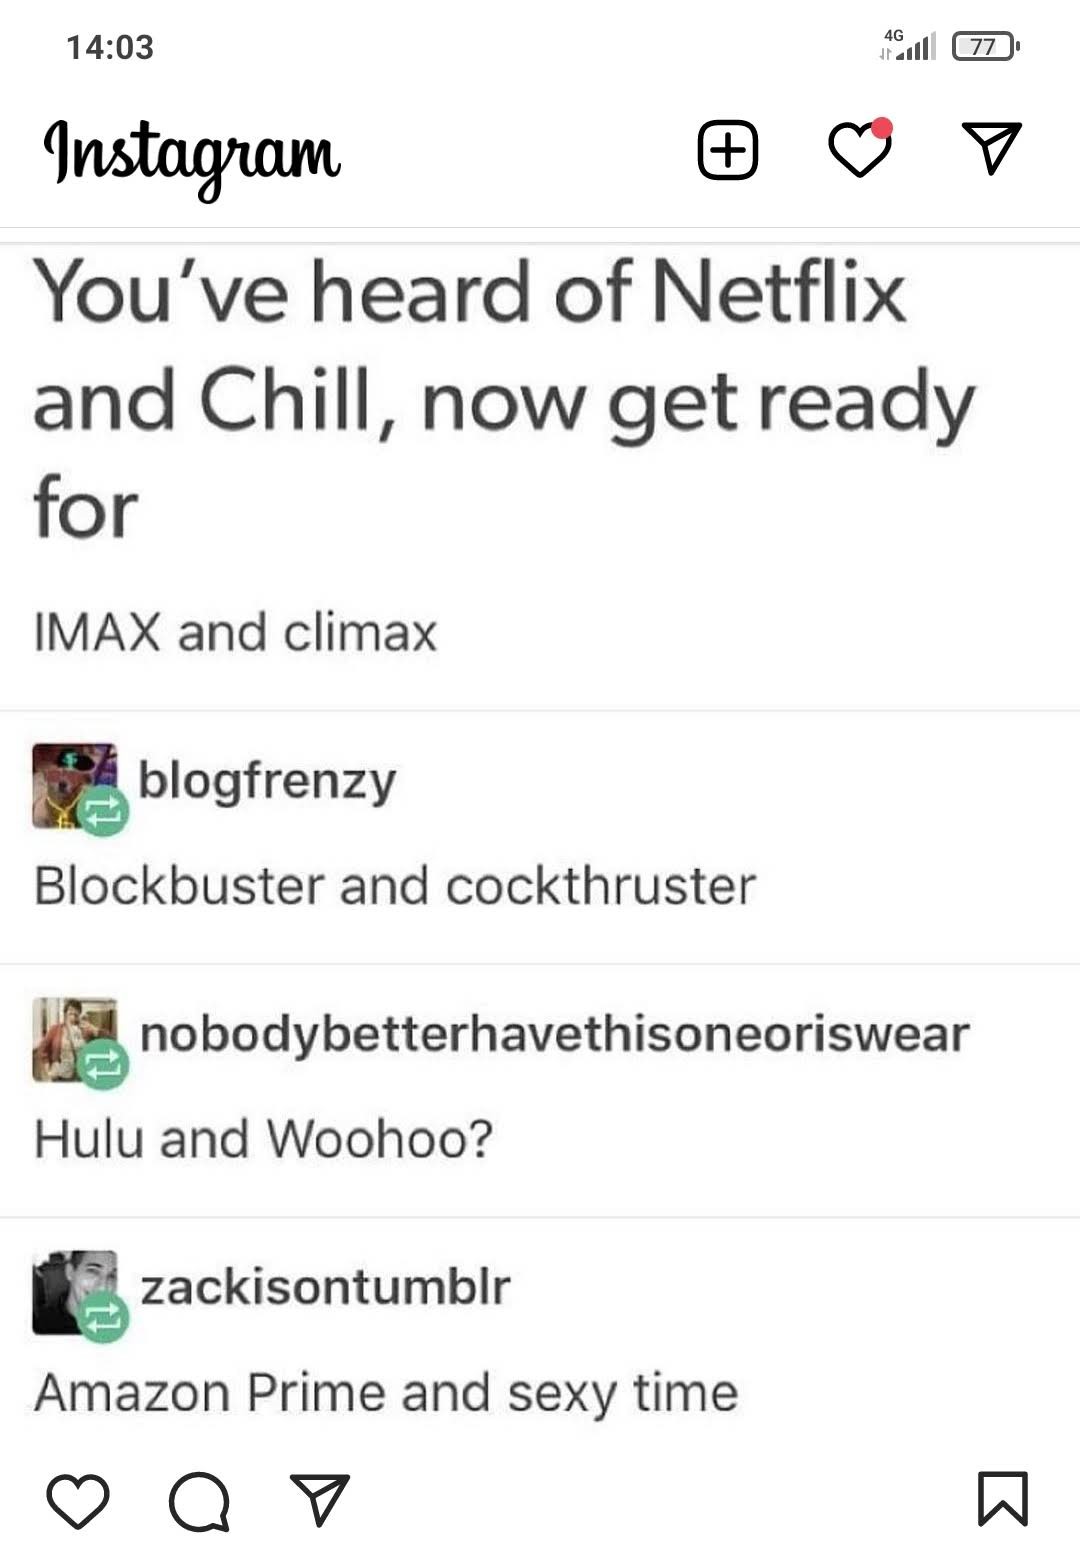 14:03
4G
77
Instagram
You've heard of Netflix
and Chill, now get ready
for
IMAX and climax
blogfrenzy
Blockbuster and cockthruster
nobodybetterhavethisoneoriswear
Hulu and Woohoo?
zackisontumblr
Amazon Prime and sexy time